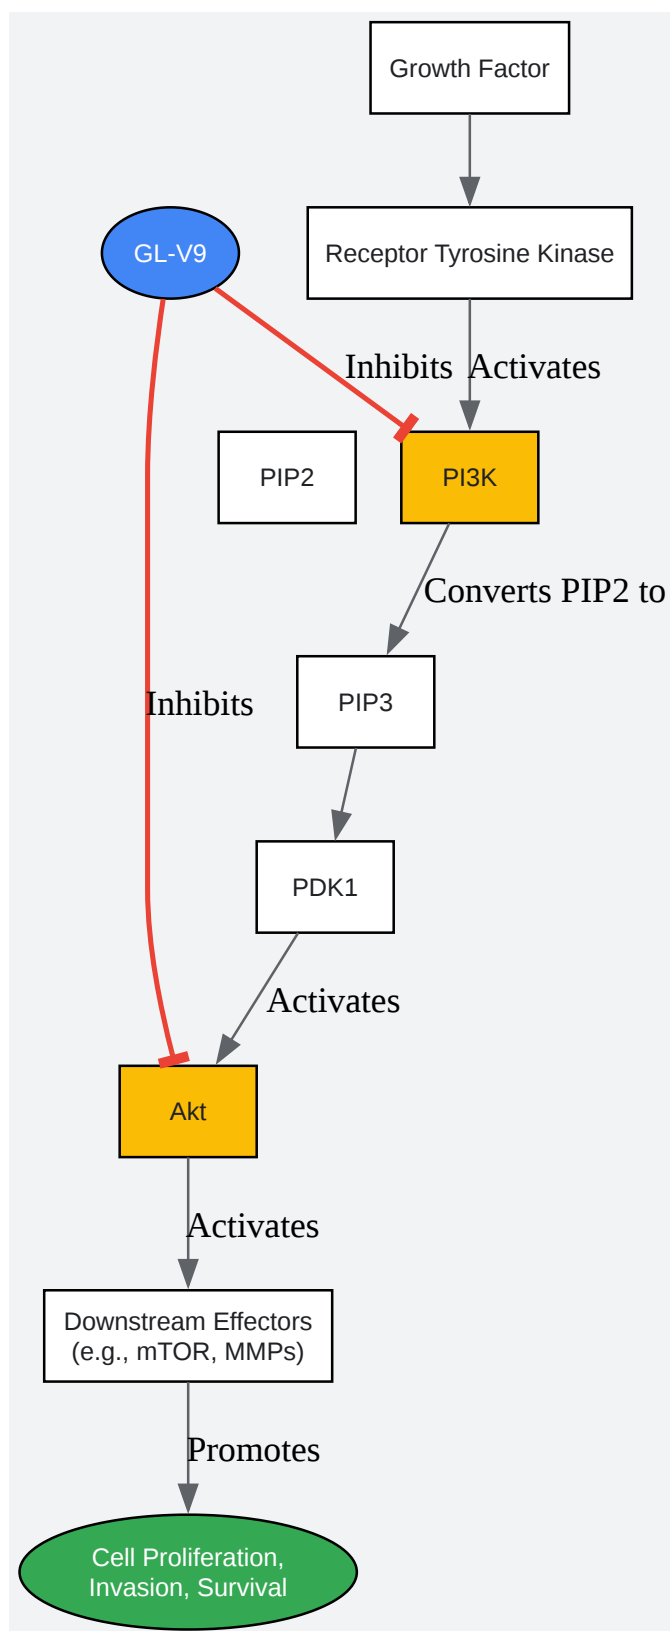 Growth Factor
GL-V9
Receptor Tyrosine Kinase
Inhibits
Activates
PIP2
PI3K
Converts PIP2 to
PIP3
Inhibits
PDK1
Activates
Akt
Activates
Downstream Effectors
(e.g., mTOR, MMPs)
Promotes
Cell Proliferation,
Invasion, Survival